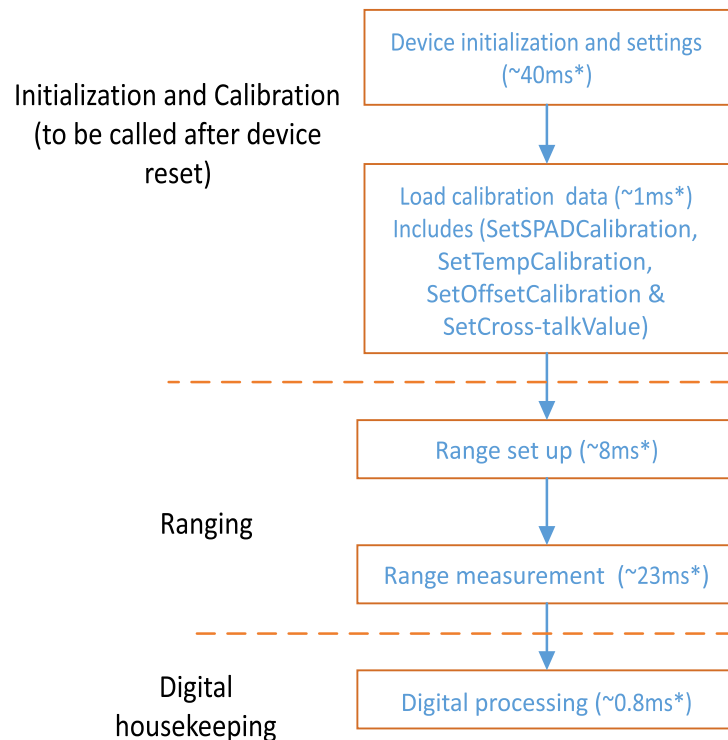 Device initialization and settings
(~40ms*)
Initialization and Calibration
(to be called after device
reset)
Load calibration data (~1ms*)
Includes (SetSPADCalibration,
SetTempCalibration,
SetOffsetCalibration &
SetCross-talkValue)
Range set up (~8ms*)
Ranging
Range measurement (~23ms*)
Digital
housekeeping
Digital processing (~0.8ms*)